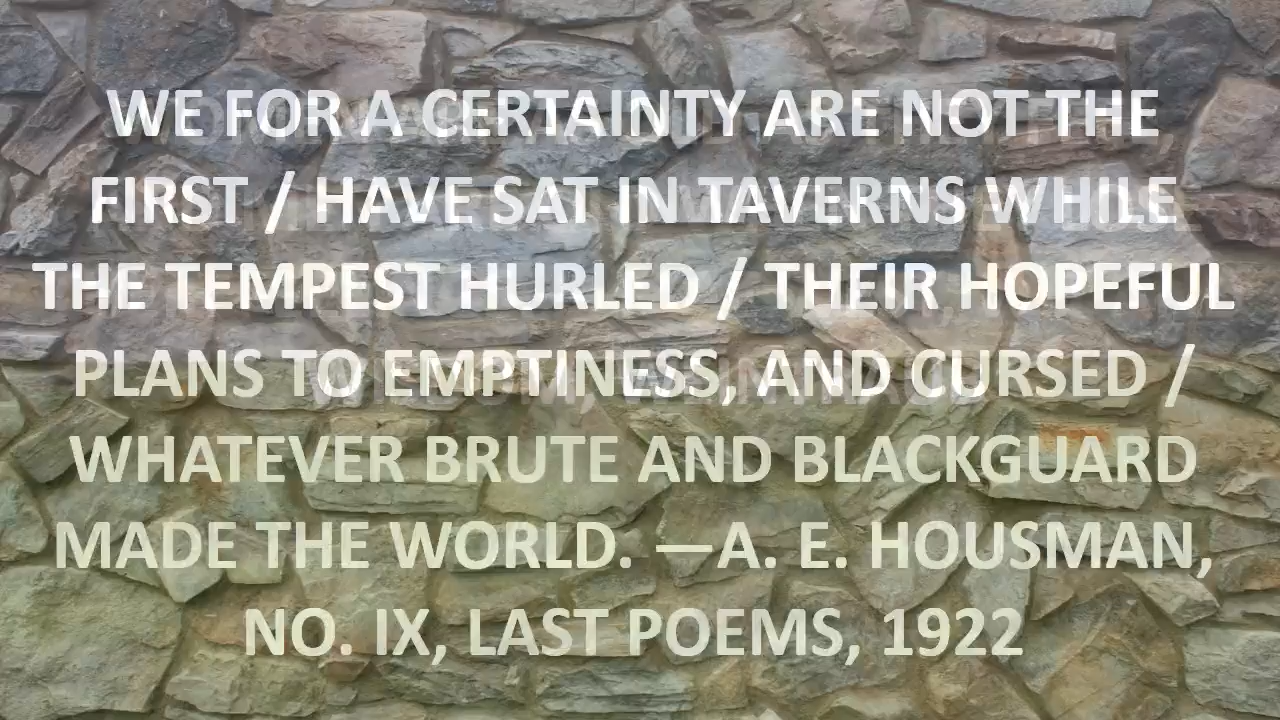 WE FOR A CERTAINTY ARE NOT THE
FIRST / HAVE SAT IN TAVERNS WHILE
THE TEMPEST HURLED / THEIR HOPEFUL
PLANS TO EMPTINESS, AND CURSED /
WHATEVER BRUTE AND BLACKGUARD
MADE THE WORLD. —A. E. HOUSMAN,
NO. IX, LAST POEMS, 1922